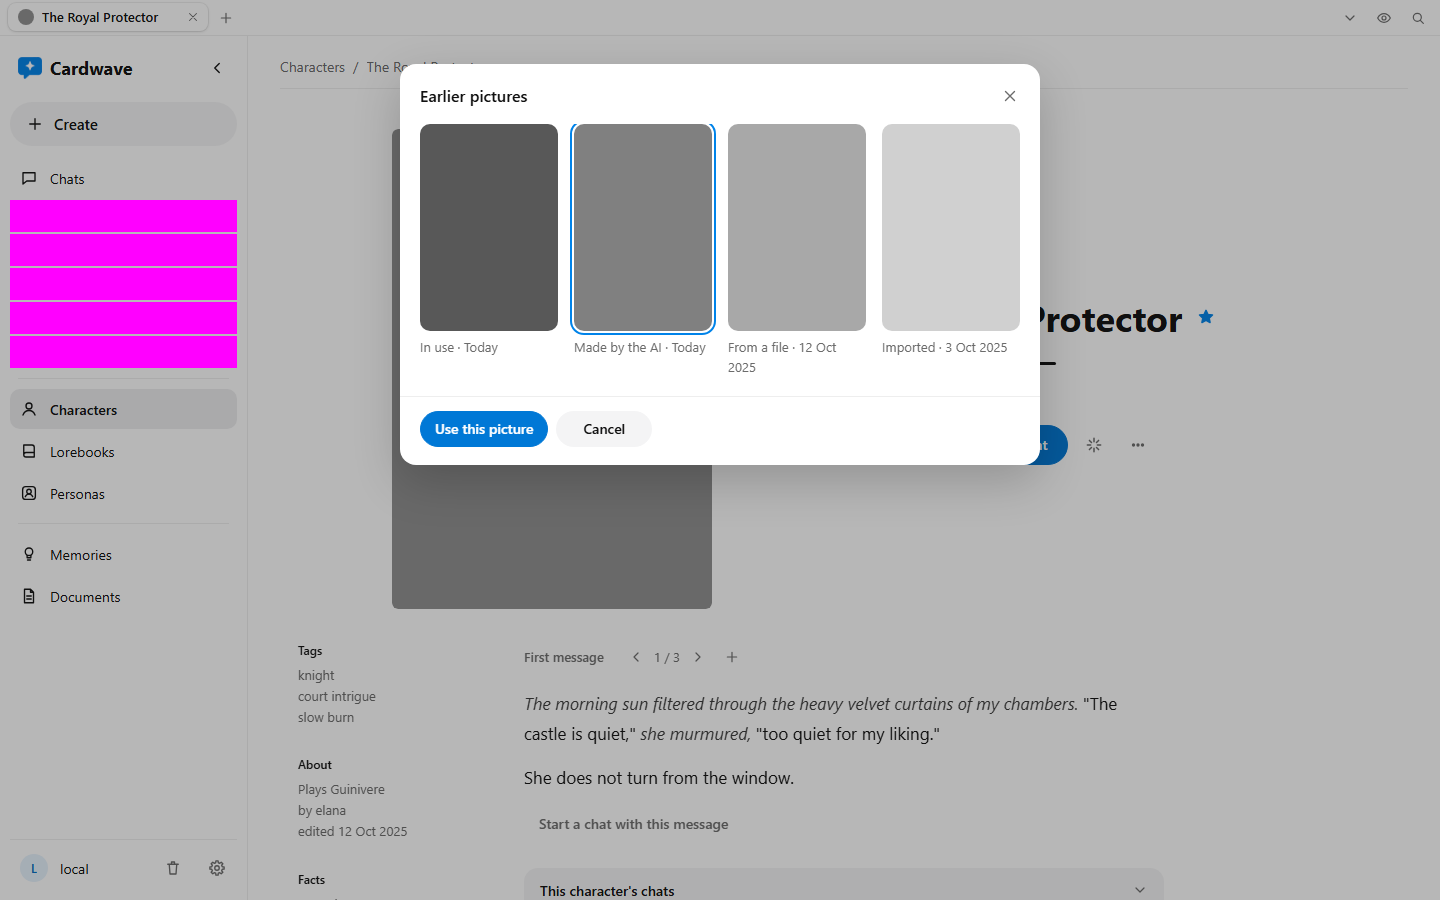 The Royal Protector
Cardwave
Create
Chats
Characters
Lorebooks
Personas
Memories
Documents
L local
Characters / The
Earlier pictures
In use · Today
Made by the AI · Today
From a file · 12 Oct
2025
Imported · 3 Oct 2025
Use this picture
Cancel
Protector
Tags
knight
court intrigue
slow burn
About
Plays Guinivere
by elana
edited 12 Oct 2025
Facts
First message
1 / 3
The morning sun filtered through the heavy velvet curtains of my chambers. "The
castle is quiet," she murmured, "too quiet for my liking."
She does not turn from the window.
Start a chat with this message
This character's chats